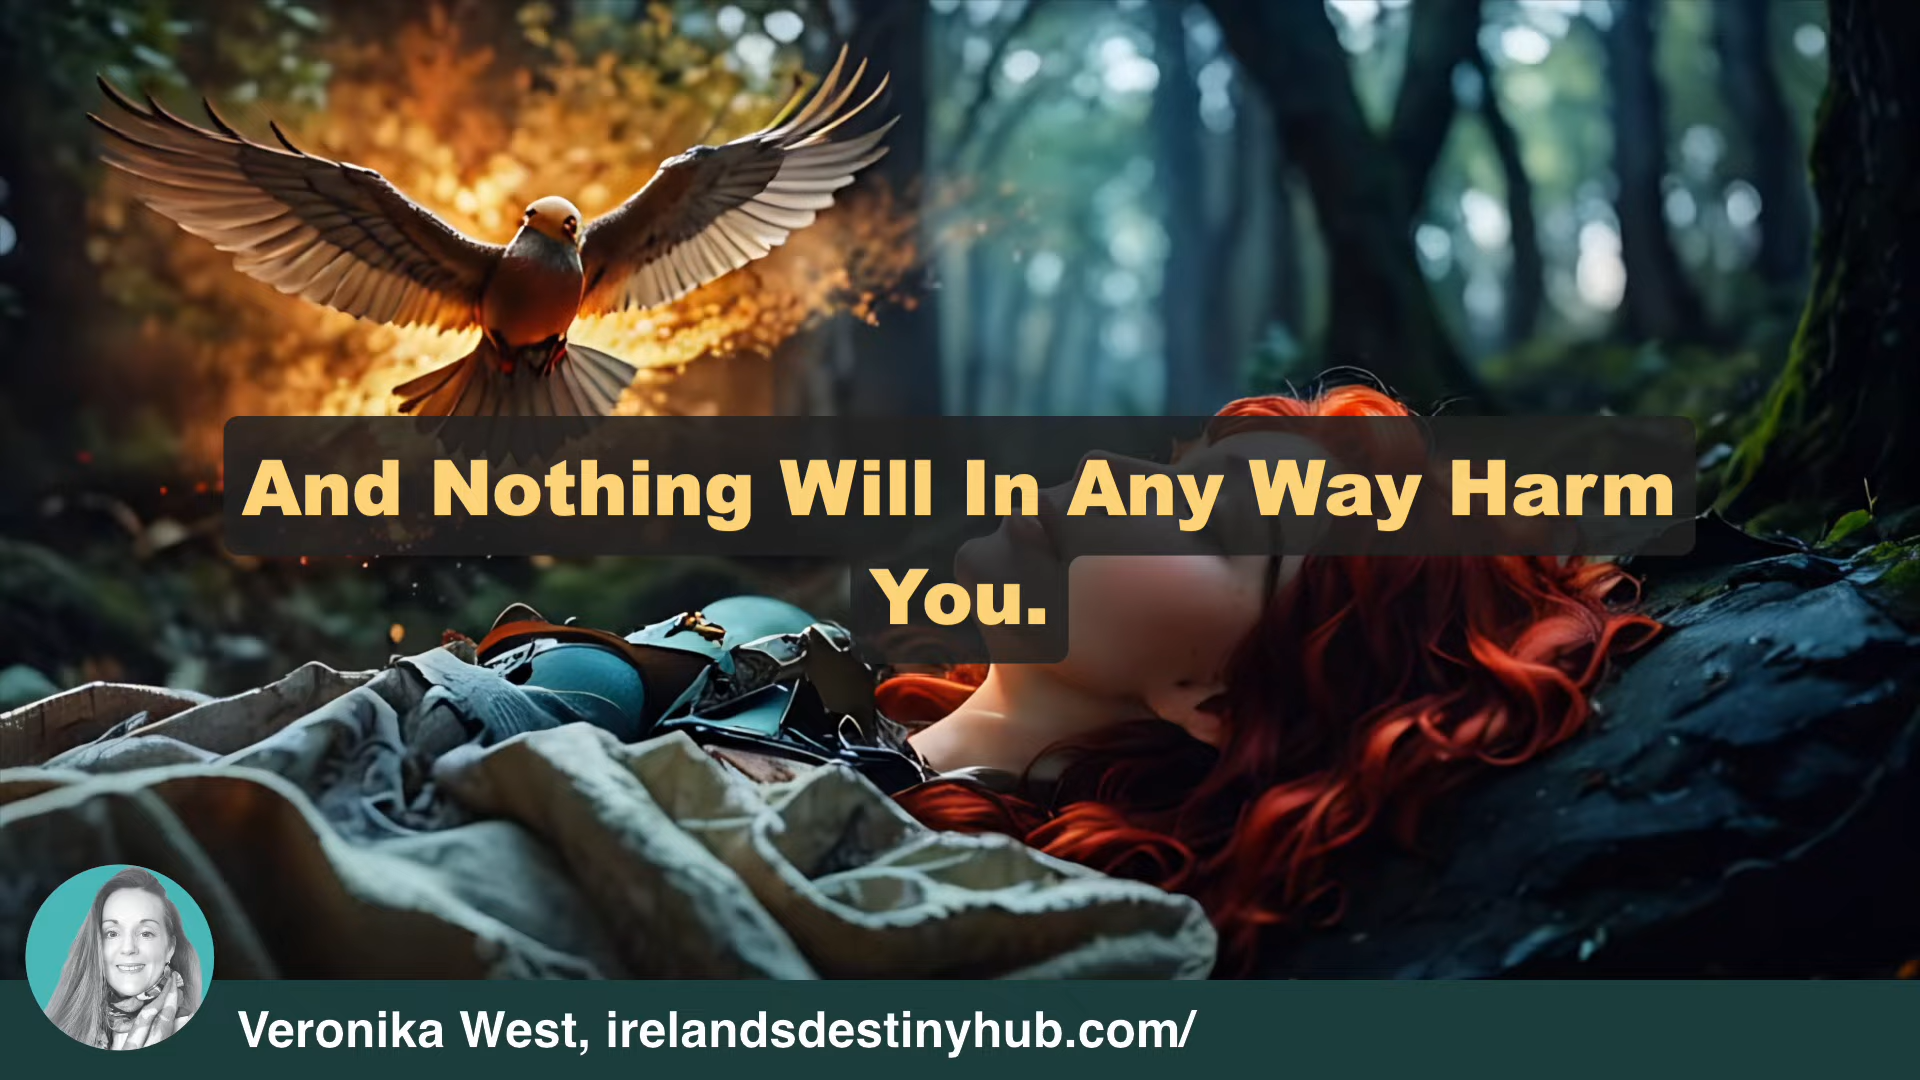 And Nothing Will In Any Way Harm
You.
Veronika West, irelandsdestinyhub.com/